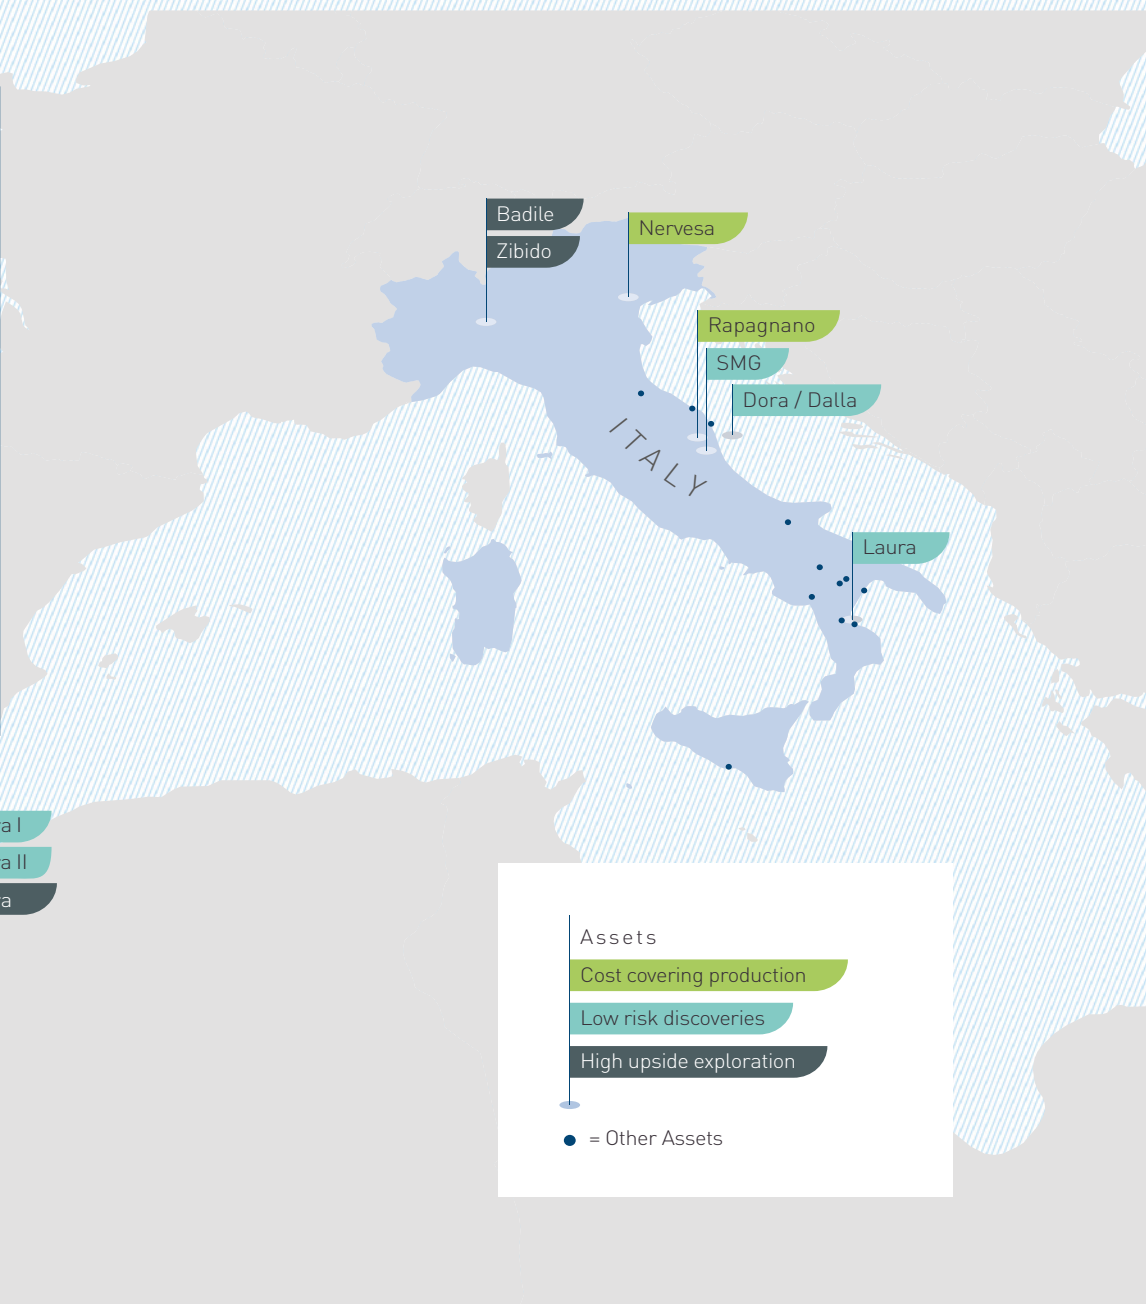 Badile
Zibido
Nervesa
Rapagnano
SMG
Dora / Dalla
ITALY
Laura
a I
a II
a
Assets
Cost covering production
Low risk discoveries
High upside exploration
= Other Assets